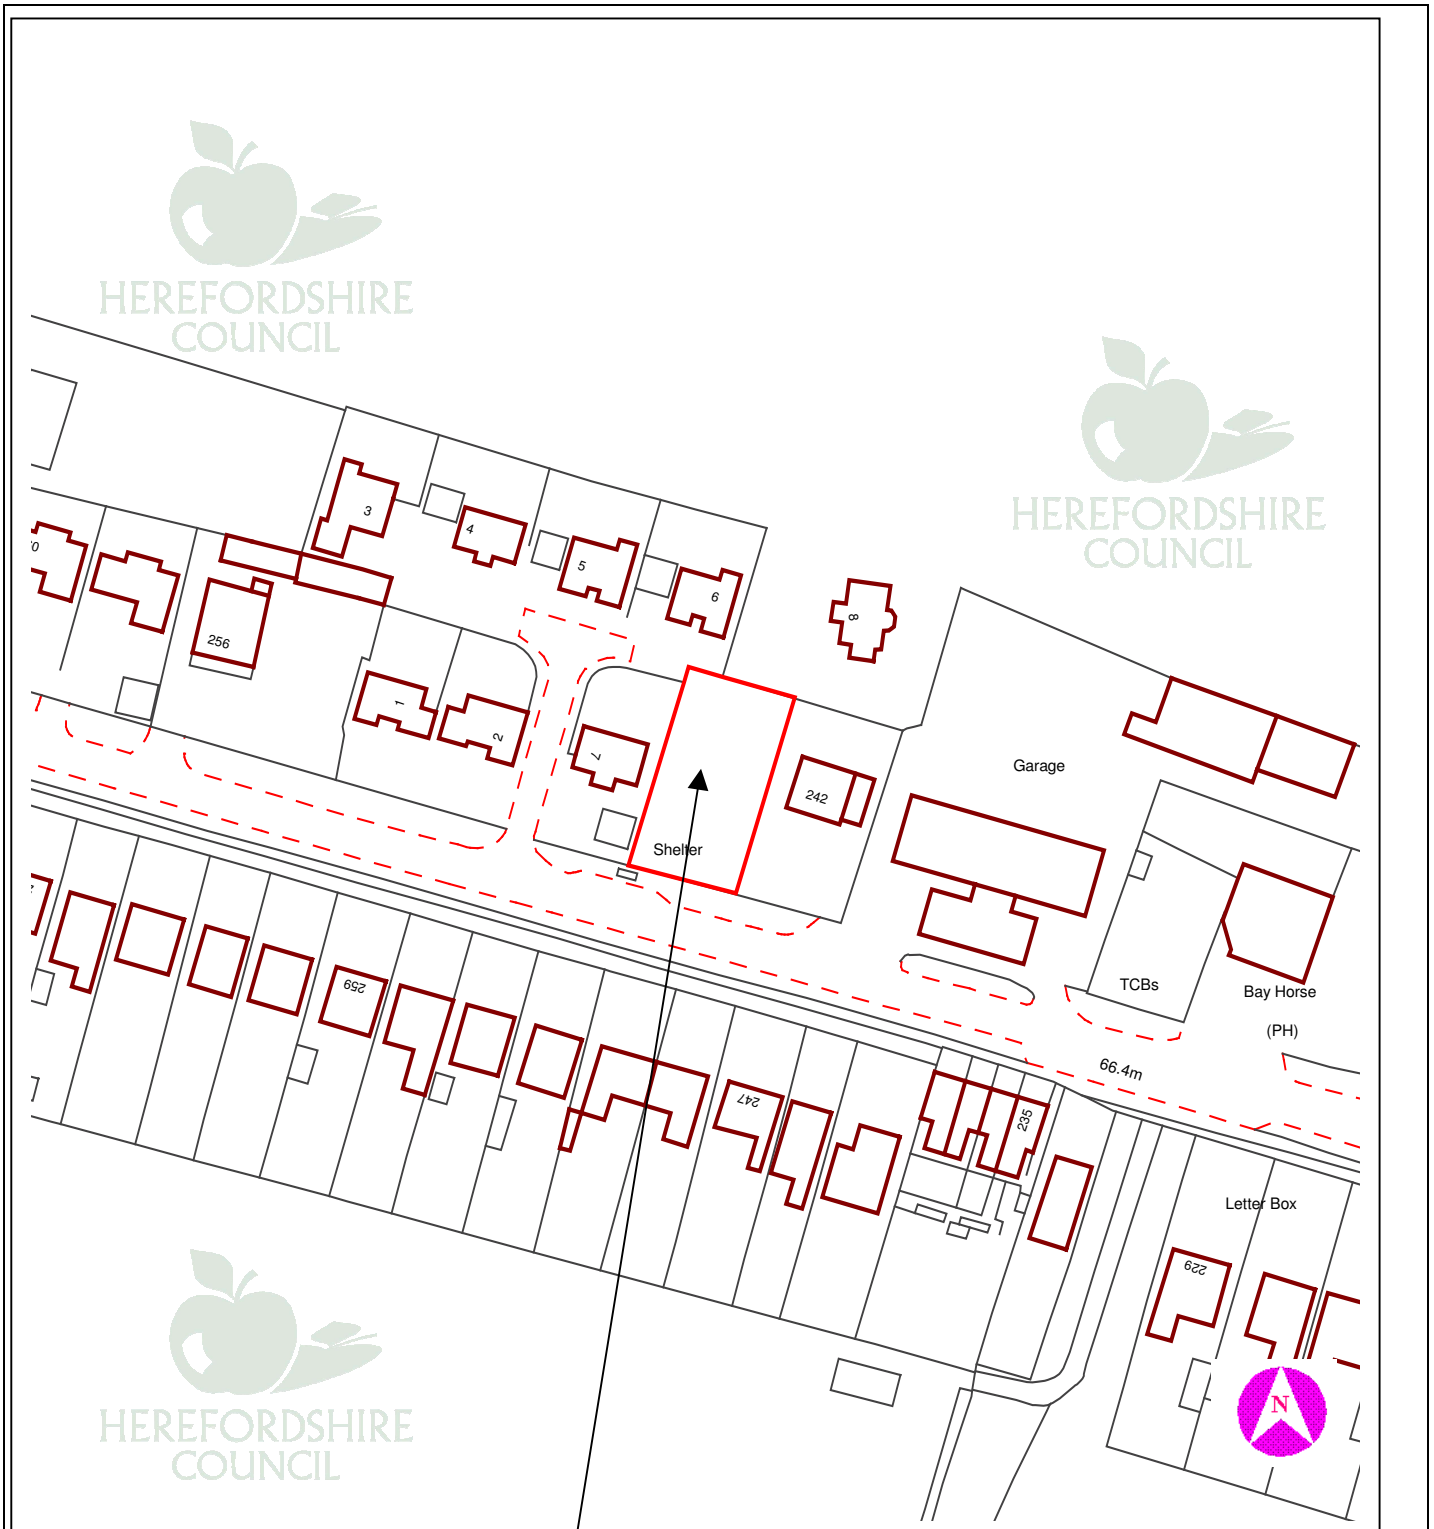 HEREFORDSHIRE
COUNCIL
HEREFORDSHIRE
COUNCIL
3
4
5
6
8
256
1
2
7
242
Garage
Shelter
TCBs
Bay Horse
(PH)
259
66.4m
247
235
Letter Box
229
N
HEREFORDSHIRE
COUNCIL